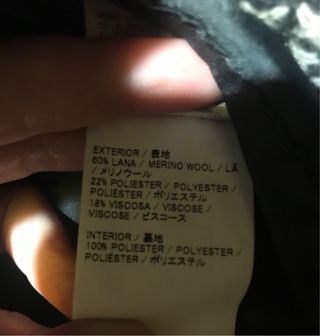 EXTERIOR / 表地
60% LANA / MERINO WOOL / LÃ
/ メリノウール
22% POLIESTER / POLYESTER /
POLIÉSTER / ポリエステル
18% VISCOSA / VISCOSE /
VISCOSE / ビスコース
INTERIOR / 裏地
100% POLIESTER / POLYESTER /
POLIÉSTER / ポリエステル